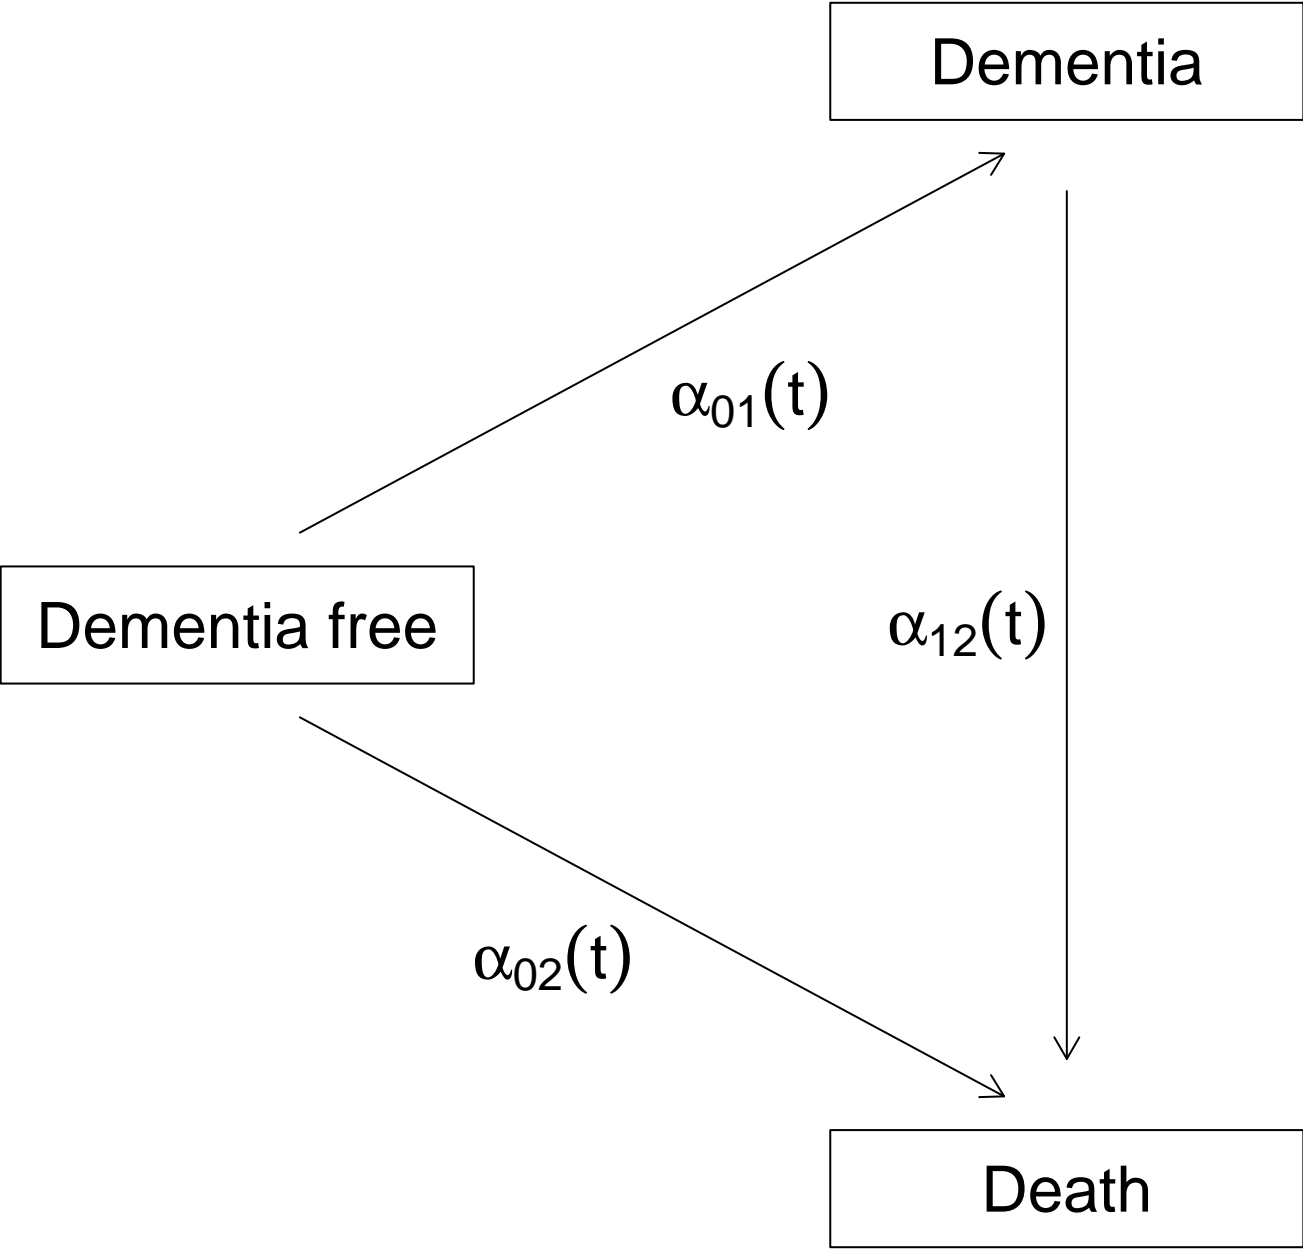 Dementia
α₀₁(t)
Dementia free
α₁₂(t)
α₀₂(t)
Death